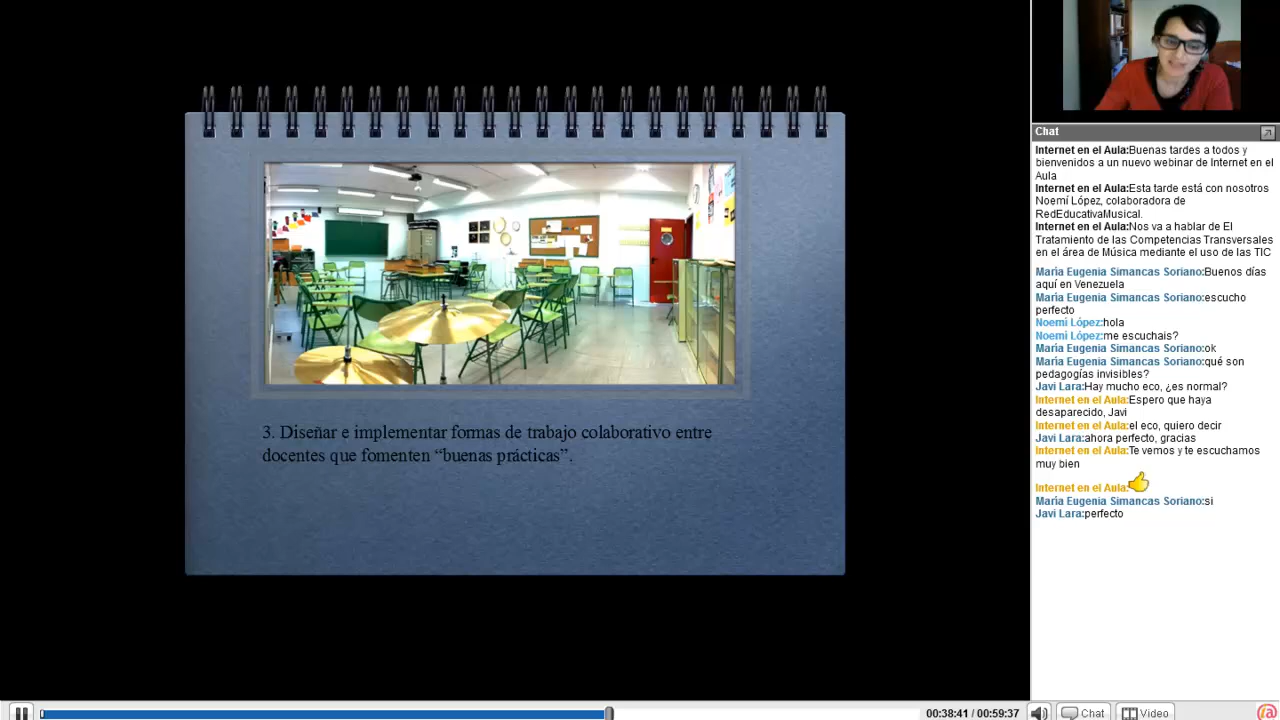 3. Diseñar e implementar formas de trabajo colaborativo entre
docentes que fomenten “buenas prácticas”.
Chat
Internet en el Aula:Buenas tardes a todos y
bienvenidos a un nuevo webinar de Internet en el
Aula
Internet en el Aula:Esta tarde está con nosotros
Noemí López, colaboradora de
RedEducativaMusical.
Internet en el Aula:Nos va a hablar de El
Tratamiento de las Competencias Transversales
en el área de Música mediante el uso de las TIC
María Eugenia Simancas Soriano:Buenos días
aquí en Venezuela
María Eugenia Simancas Soriano:escucho
perfecto
Noemí López:hola
Noemí López:me escuchais?
María Eugenia Simancas Soriano:ok
María Eugenia Simancas Soriano:qué son
pedagogías invisibles?
Javi Lara:Hay mucho eco, ¿es normal?
Internet en el Aula:Espero que haya
desaparecido, Javi
Internet en el Aula:el eco, quiero decir
Javi Lara:ahora perfecto, gracias
Internet en el Aula:Te vemos y te escuchamos
muy bien
Internet en el Aula:
María Eugenia Simancas Soriano:si
Javi Lara:perfecto
00:38:41 / 00:59:37
Chat
Video